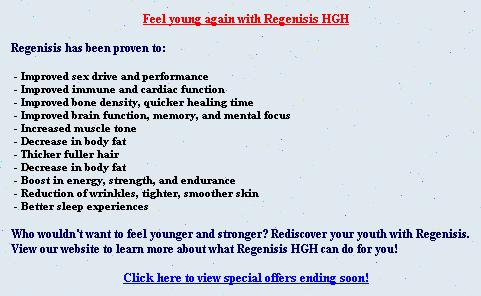 Feel young again with Regenisis HGH
Regenisis has been proven to:
- Improved sex drive and performance
- Improved immune and cardiac function
- Improved bone density, quicker healing time
- Improved brain function, memory, and mental focus
- Increased muscle tone
- Decrease in body fat
- Thicker fuller hair
- Decrease in body fat
- Boost in energy, strength, and endurance
- Reduction of wrinkles, tighter, smoother skin
- Better sleep experiences
Who wouldn't want to feel younger and stronger? Rediscover your youth with Regenisis.
View our website to learn more about what Regenisis HGH can do for you!
Click here to view special offers ending soon!